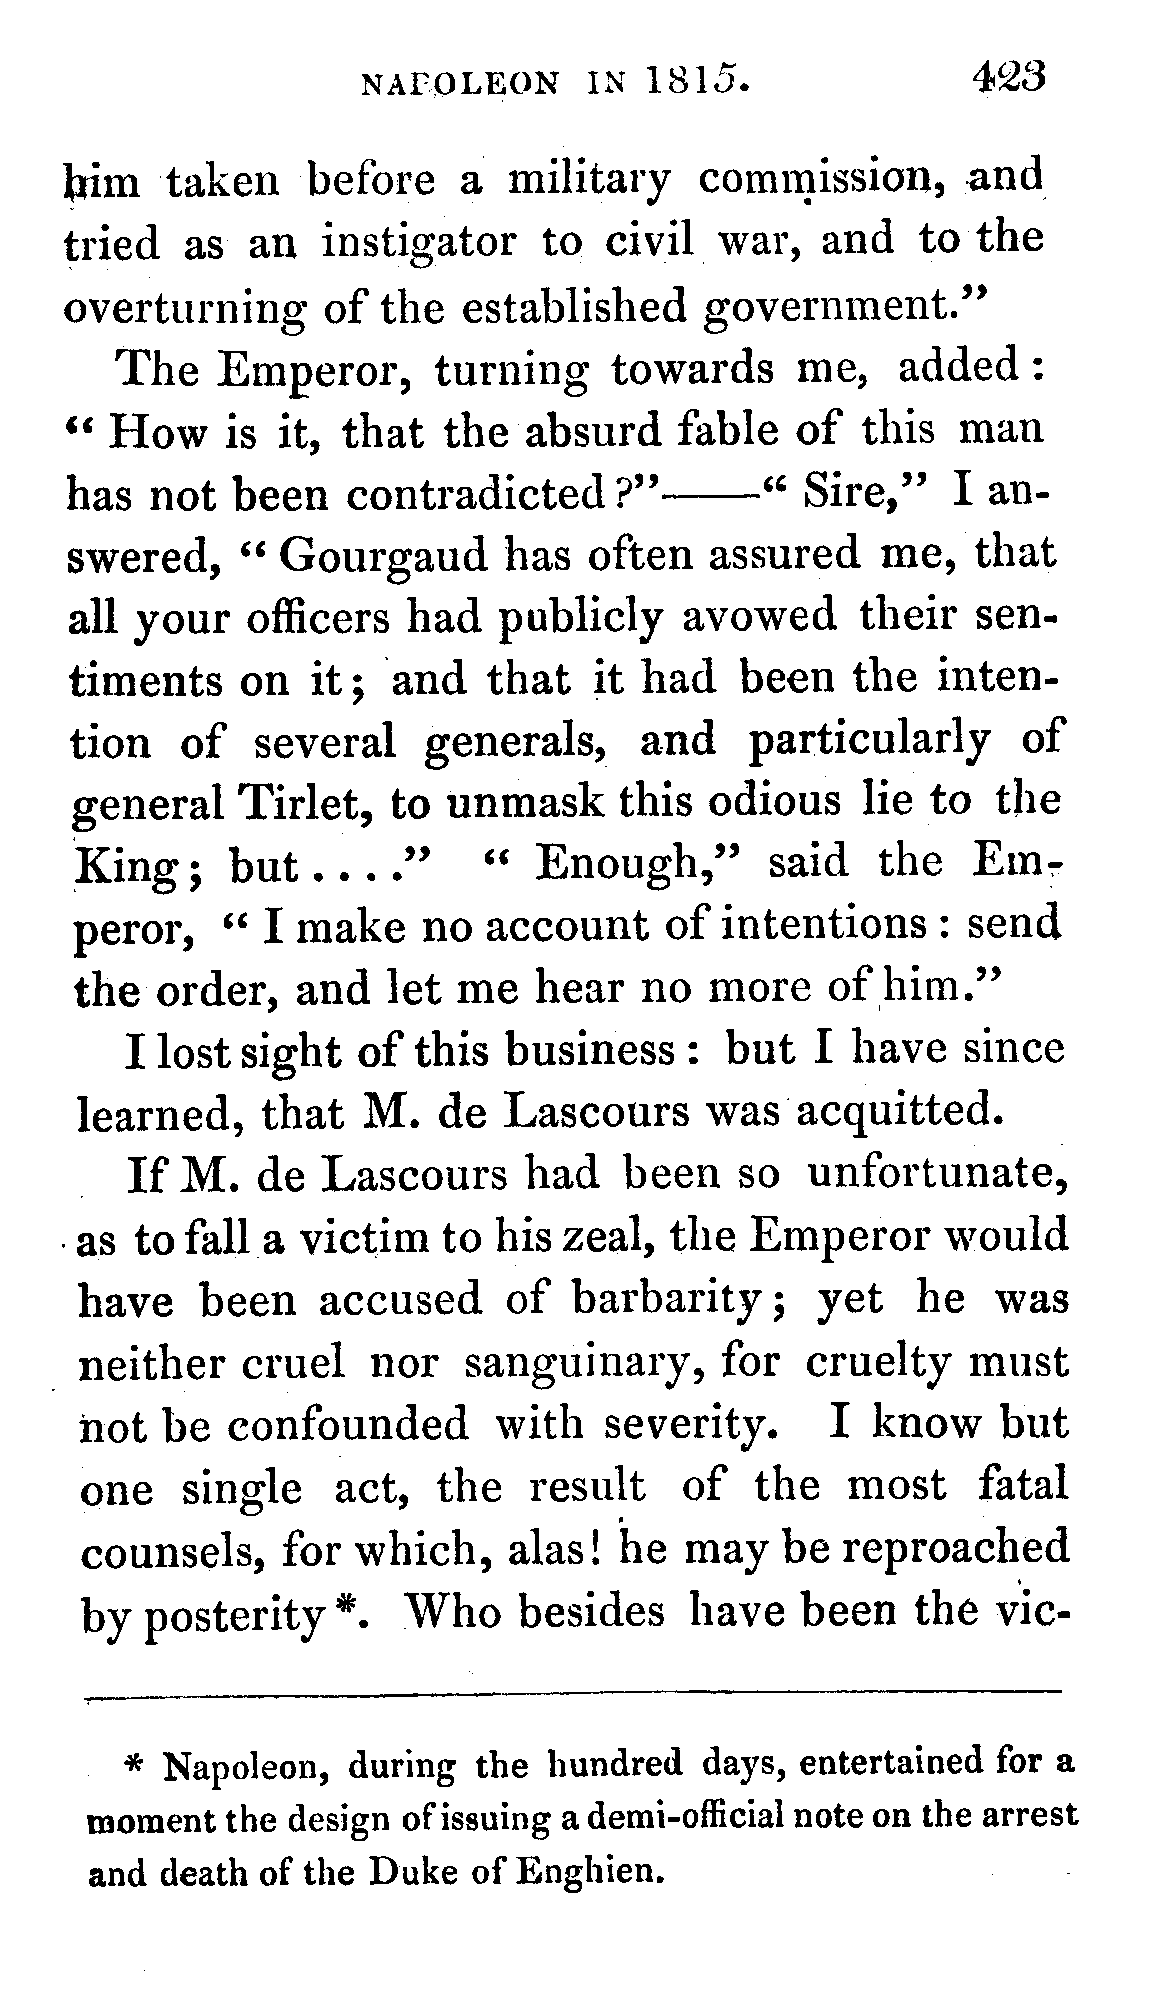 NAPOLEON IN 1815. 423
him taken before a military commission, and
tried as an instigator to civil war, and to the
overturning of the established government.”
The Emperor, turning towards me, added :
“ How is it, that the absurd fable of this man
has not been contradicted ?”——“ Sire,” I an-
swered, “ Gourgaud has often assured me, that
all your officers had publicly avowed their sen-
timents on it ; and that it had been the inten-
tion of several generals, and particularly of
general Tirlet, to unmask this odious lie to the
King ; but . . . .” “ Enough,” said the Em-
peror, “ I make no account of intentions : send
the order, and let me hear no more of him.”
I lost sight of this business : but I have since
learned, that M. de Lascours was acquitted.
If M. de Lascours had been so unfortunate,
as to fall a victim to his zeal, the Emperor would
have been accused of barbarity ; yet he was
neither cruel nor sanguinary, for cruelty must
not be confounded with severity. I know but
one single act, the result of the most fatal
counsels, for which, alas ! he may be reproached
by posterity *. Who besides have been the vic-
* Napoleon, during the hundred days, entertained for a
moment the design of issuing a demi-official note on the arrest
and death of the Duke of Enghien.